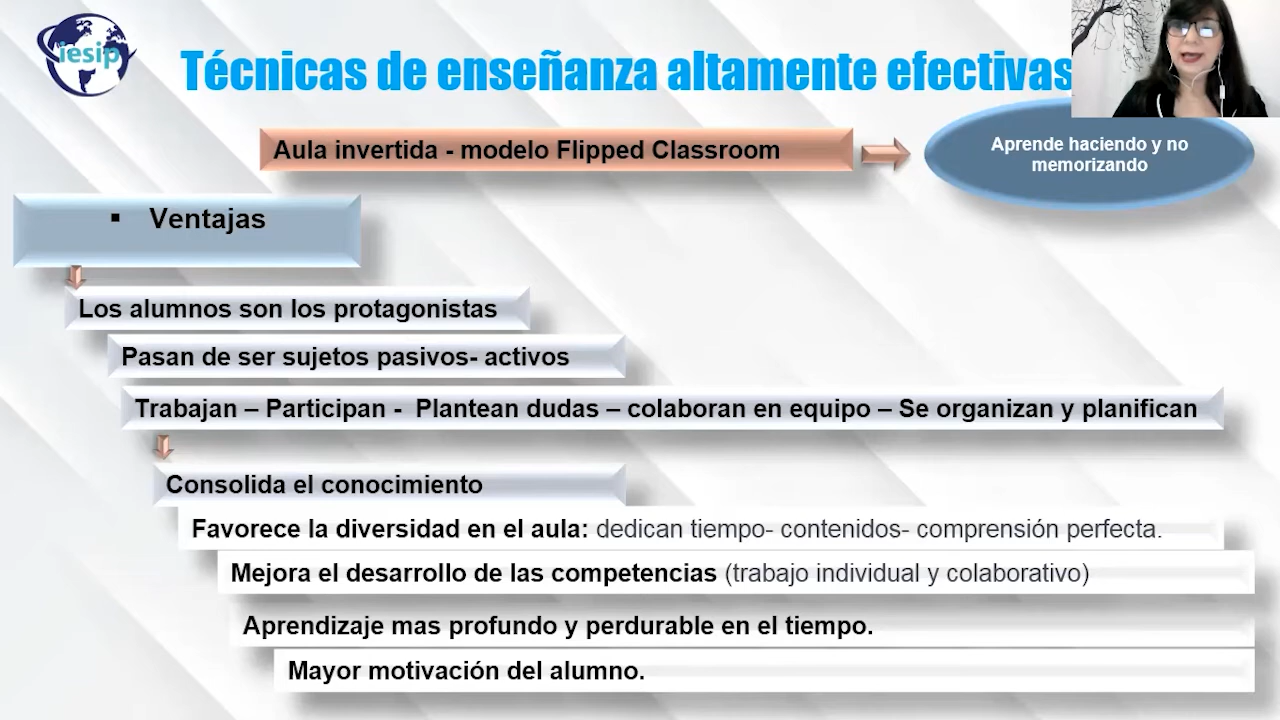 iesip
Técnicas de enseñanza altamente efectivas
Aula invertida - modelo Flipped Classroom
Aprende haciendo y no
memorizando
▪ Ventajas
Los alumnos son los protagonistas
Pasan de ser sujetos pasivos- activos
Trabajan – Participan - Plantean dudas – colaboran en equipo – Se organizan y planifican
Consolida el conocimiento
Favorece la diversidad en el aula: dedican tiempo- contenidos- comprensión perfecta.
Mejora el desarrollo de las competencias (trabajo individual y colaborativo)
Aprendizaje mas profundo y perdurable en el tiempo.
Mayor motivación del alumno.